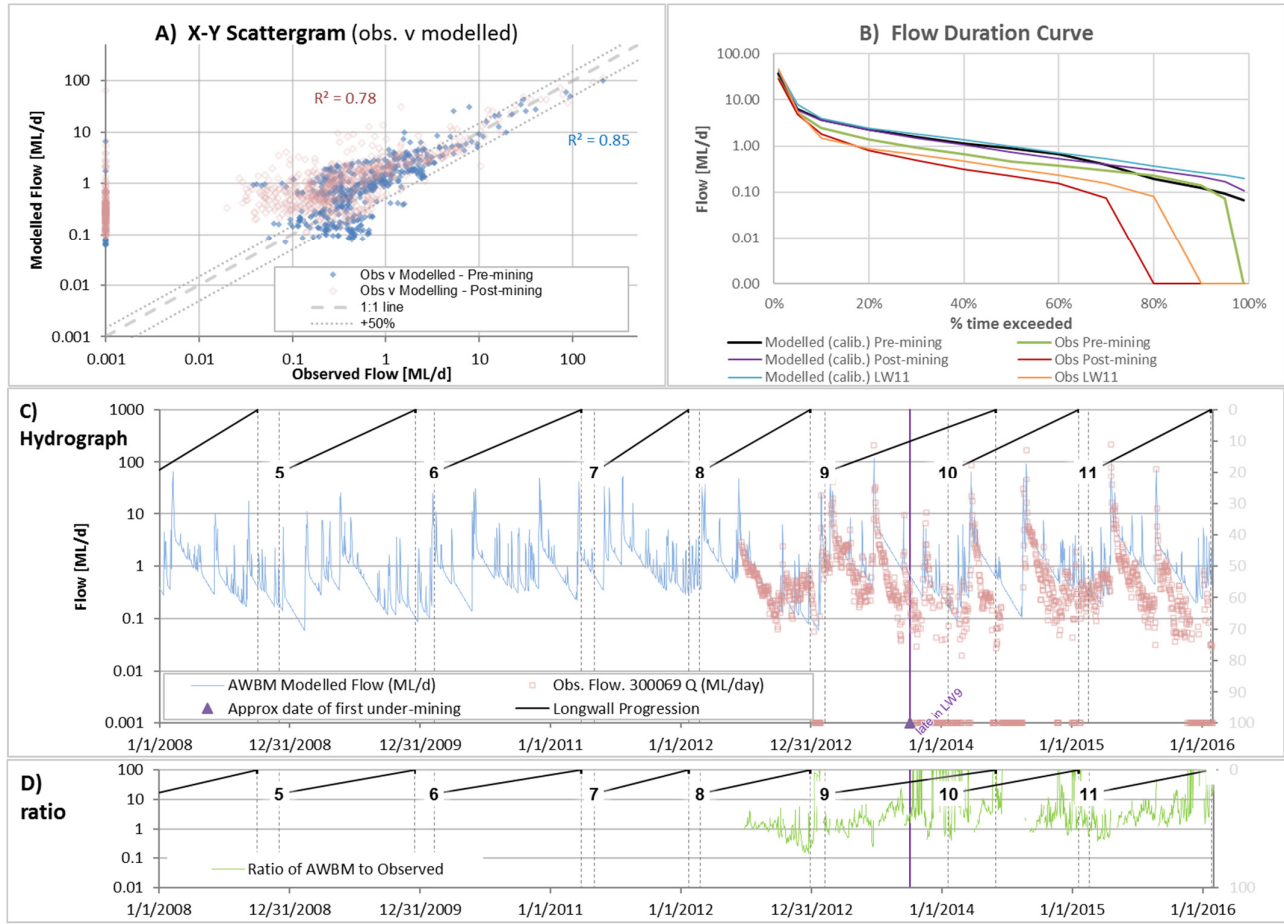 A) X-Y Scattergram (obs. v modelled)
Modelled Flow [ML/d]
100
10
1
0.1
0.01
0.001
R² = 0.78
R² = 0.85
Obs v Modelled - Pre-mining
Obs v Modelling - Post-mining
1:1 line
+50%
0.001 0.1 1 10 100
Observed Flow [ML/d]
B) Flow Duration Curve
Flow [ML/d]
100.00
10.00
1.00
0.10
0.01
0.00
0% 20% 40% 60% 80% 100%
% time exceeded
Modelled (calib.) Pre-mining
Obs Pre-mining
Modelled (calib.) Post-mining
Obs Post-mining
Modelled (calib.) LW11
Obs LW11
C)
Hydrograph
Flow [ML/d]
1000
100
10
1
0.1
0.01
0.001
0
10
20
30
40
50
60
70
80
90
100
5 6 7 8 9 10 11
late in LW9
AWBM Modelled Flow (ML/d)
Obs. Flow. 300069 Q (ML/day)
Approx date of first under-mining
Longwall Progression
1/1/2008 12/31/2008 12/31/2009 1/1/2011 1/1/2012 12/31/2012 1/1/2014 1/1/2015 1/1/2016
D)
ratio
100
10
1
0.1
0.01
0
100
5 6 7 8 9 10 11
Ratio of AWBM to Observed
1/1/2008 12/31/2008 12/31/2009 1/1/2011 1/1/2012 12/31/2012 1/1/2014 1/1/2015 1/1/2016